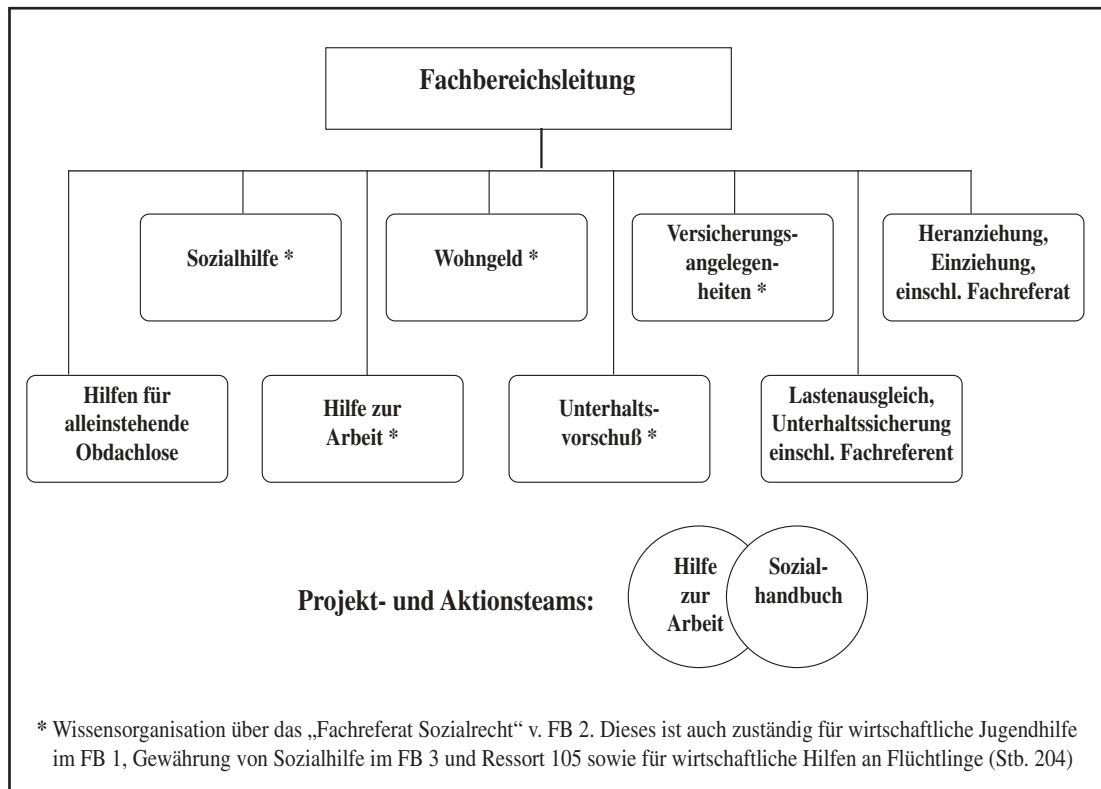 Fachbereichsleitung
Sozialhilfe *
Wohngeld *
Versicherungs-
angelegen-
heiten *
Heranziehung,
Einziehung,
einschl. Fachreferat
Hilfen für
alleinstehende
Obdachlose
Hilfe zur
Arbeit *
Unterhalts-
vorschuß *
Lastenausgleich,
Unterhaltssicherung
einschl. Fachreferent
Projekt- und Aktionsteams:
Hilfe
zur
Arbeit
Sozial-
handbuch
* Wissensorganisation über das „Fachreferat Sozialrecht“ v. FB 2. Dieses ist auch zuständig für wirtschaftliche Jugendhilfe
im FB 1, Gewährung von Sozialhilfe im FB 3 und Ressort 105 sowie für wirtschaftliche Hilfen an Flüchtlinge (Stb. 204)